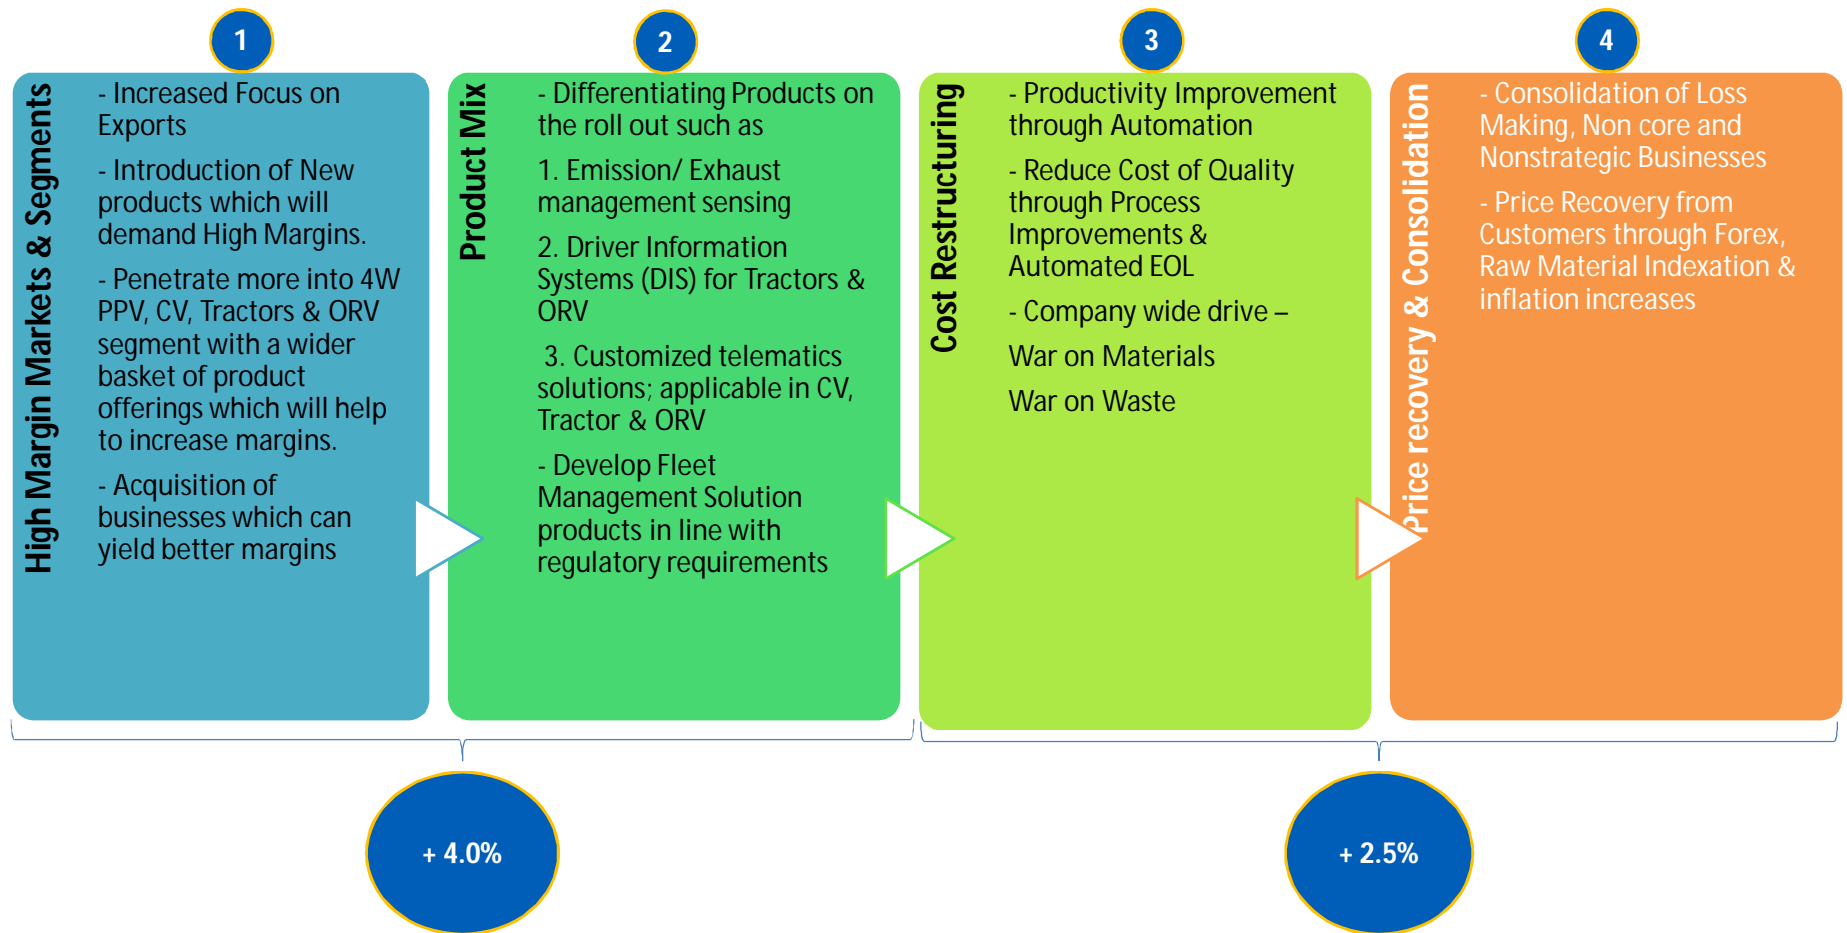 1
High Margin Markets & Segments
- Increased Focus on
Exports
- Introduction of New
products which will
demand High Margins.
- Penetrate more into 4W
PPV, CV, Tractors & ORV
segment with a wider
basket of product
offerings which will help
to increase margins.
- Acquisition of
businesses which can
yield better margins
2
Product Mix
- Differentiating Products on
the roll out such as
1. Emission/ Exhaust
management sensing
2. Driver Information
Systems (DIS) for Tractors &
ORV
3. Customized telematics
solutions; applicable in CV,
Tractor & ORV
- Develop Fleet
Management Solution
products in line with
regulatory requirements
3
Cost Restructuring
- Productivity Improvement
through Automation
- Reduce Cost of Quality
through Process
Improvements &
Automated EOL
- Company wide drive –
War on Materials
War on Waste
4
Price recovery & Consolidation
- Consolidation of Loss
Making, Non core and
Nonstrategic Businesses
- Price Recovery from
Customers through Forex,
Raw Material Indexation &
inflation increases
+ 4.0%
+ 2.5%